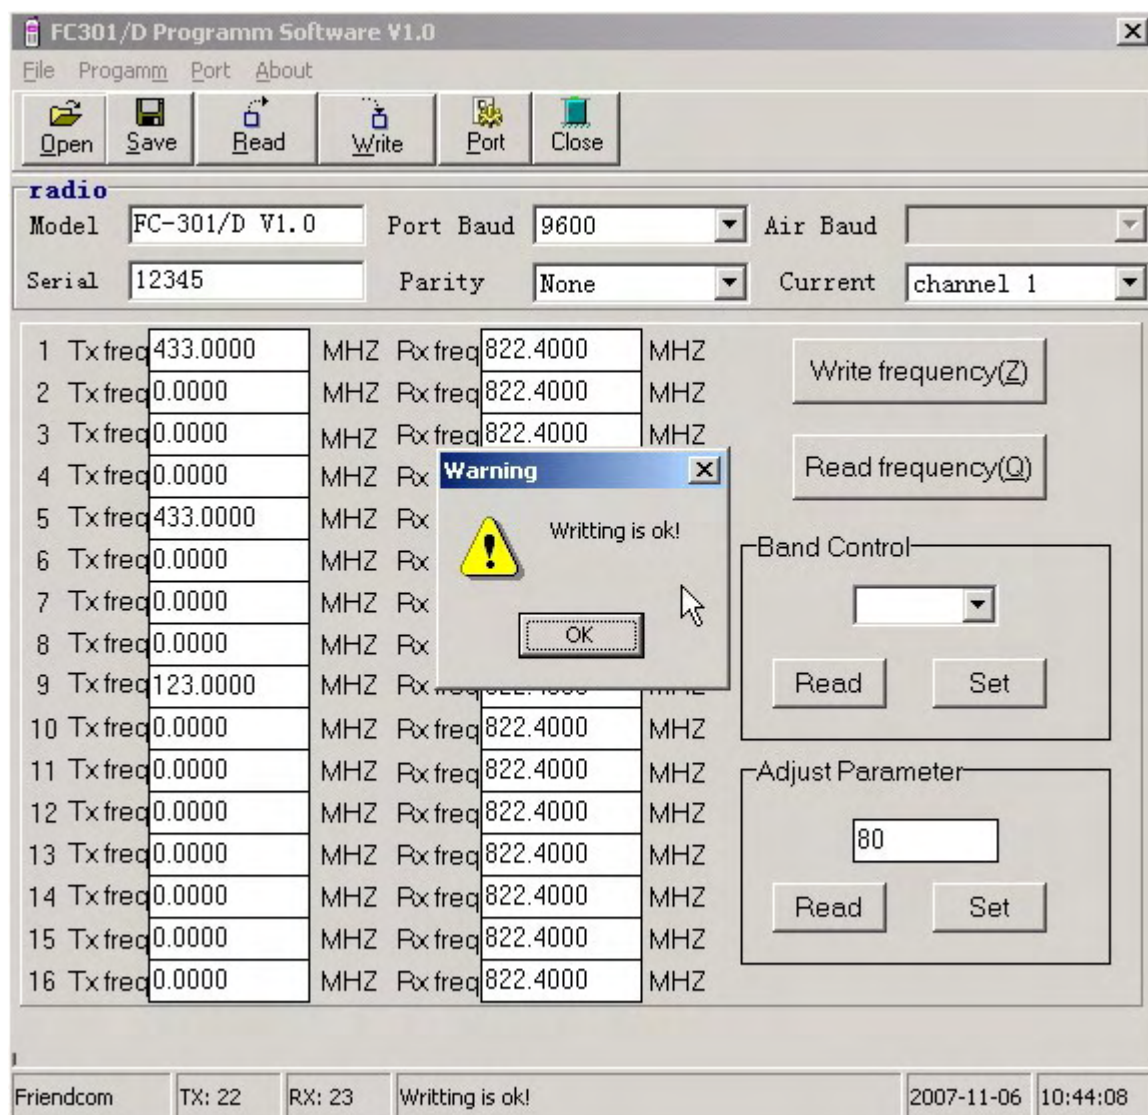 FC301/D Programm Software V1.0
File Progamm Port About
Open Save Read Write Port Close
radio
Model FC-301/D V1.0 Port Baud 9600 Air Baud
Serial 12345 Parity None Current channel 1
1 Tx freq 433.0000 MHZ Rx freq 822.4000 MHZ
2 Tx freq 0.0000 MHZ Rx freq 822.4000 MHZ
3 Tx freq 0.0000 MHZ Rx freq 822.4000 MHZ
4 Tx freq 0.0000 MHZ Rx
5 Tx freq 433.0000 MHZ Rx
6 Tx freq 0.0000 MHZ Rx
7 Tx freq 0.0000 MHZ Rx
8 Tx freq 0.0000 MHZ Rx
9 Tx freq 123.0000 MHZ Rx
10 Tx freq 0.0000 MHZ Rx freq 822.4000 MHZ
11 Tx freq 0.0000 MHZ Rx freq 822.4000 MHZ
12 Tx freq 0.0000 MHZ Rx freq 822.4000 MHZ
13 Tx freq 0.0000 MHZ Rx freq 822.4000 MHZ
14 Tx freq 0.0000 MHZ Rx freq 822.4000 MHZ
15 Tx freq 0.0000 MHZ Rx freq 822.4000 MHZ
16 Tx freq 0.0000 MHZ Rx freq 822.4000 MHZ
Write frequency(Z)
Read frequency(Q)
Warning
Writting is ok!
OK
Band Control
Read Set
Adjust Parameter
80
Read Set
Friendcom TX: 22 RX: 23 Writting is ok! 2007-11-06 10:44:08